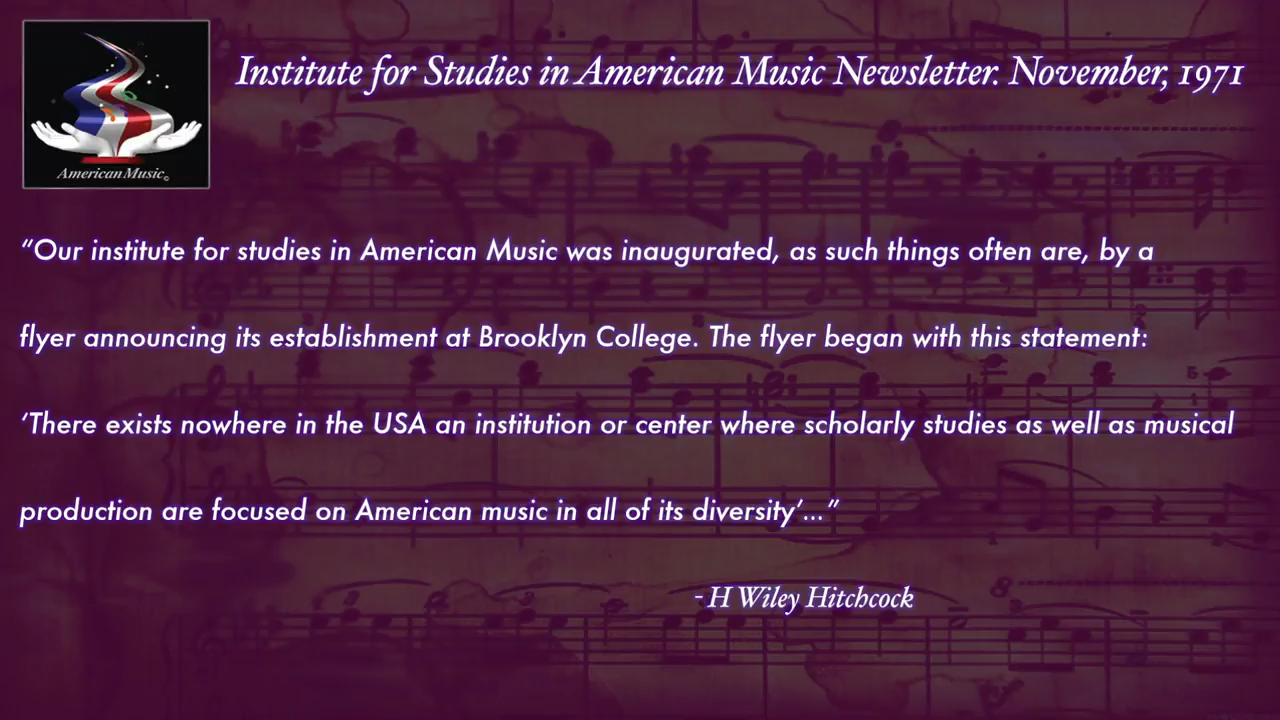 Institute for Studies in American Music Newsletter. November, 1971
American Music©
“Our institute for studies in American Music was inaugurated, as such things often are, by a
flyer announcing its establishment at Brooklyn College. The flyer began with this statement:
‘There exists nowhere in the USA an institution or center where scholarly studies as well as musical
production are focused on American music in all of its diversity’...”
- H Wiley Hitchcock